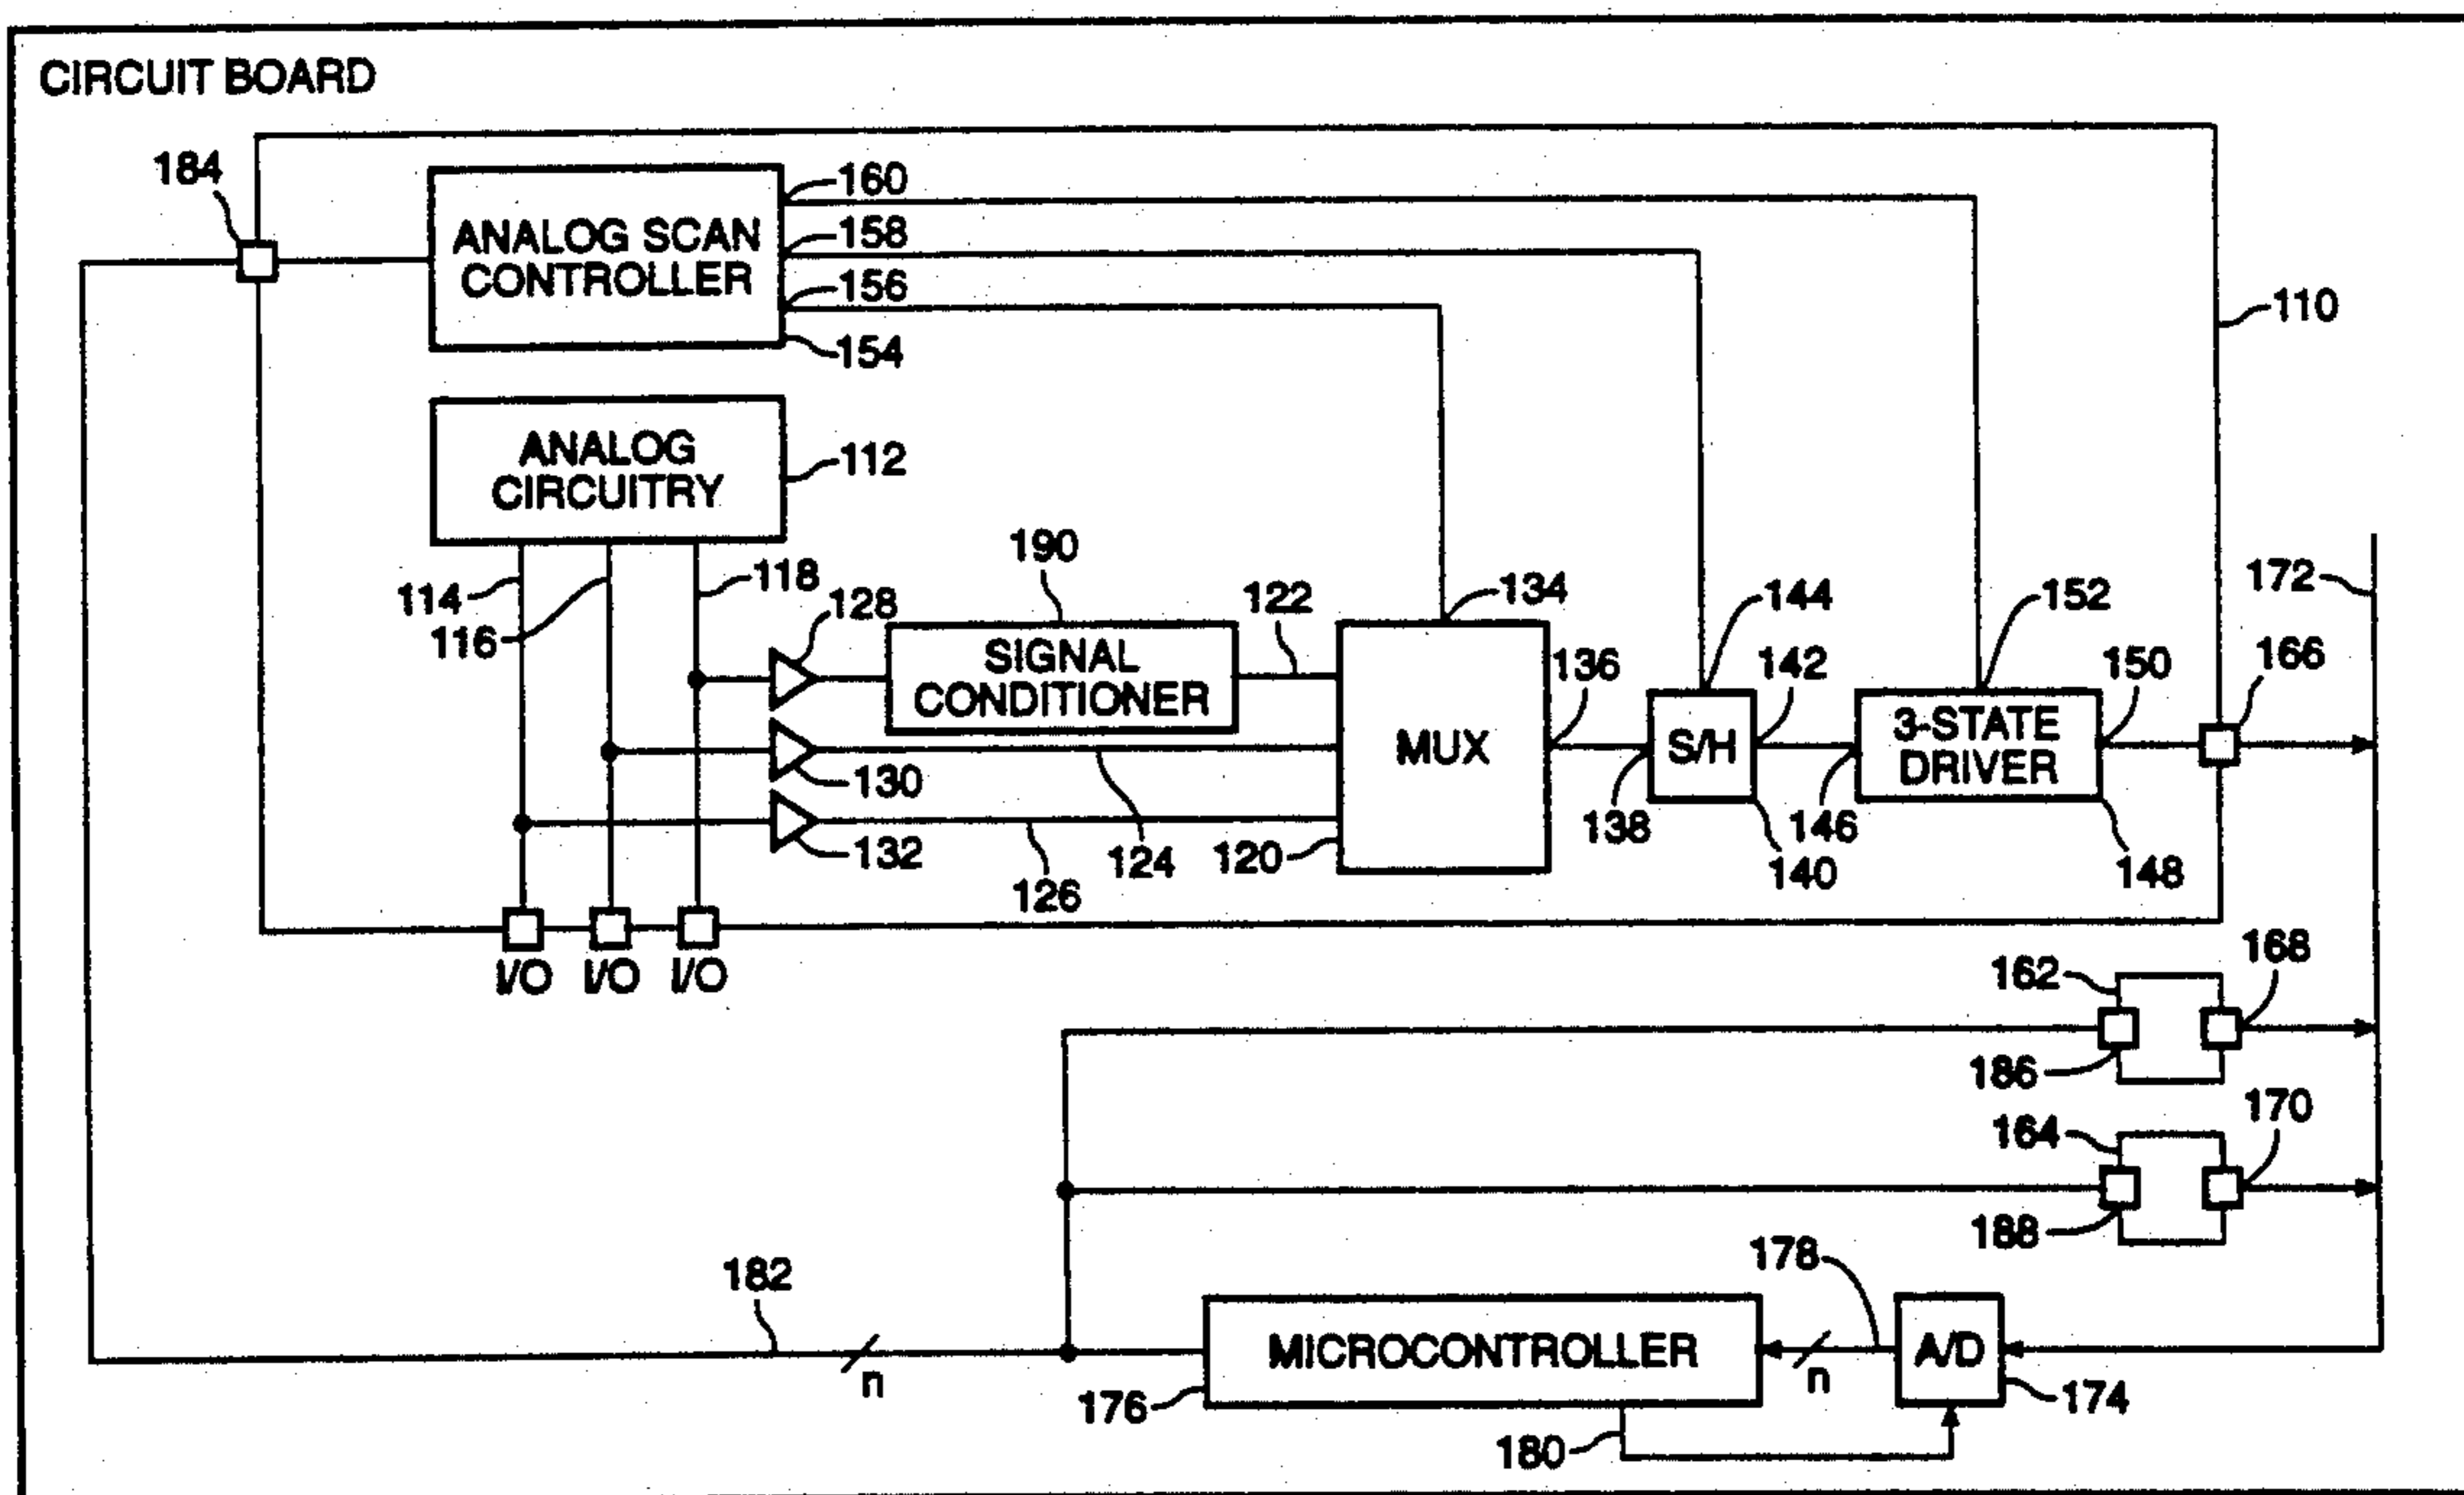 CIRCUIT BOARD
184
160
ANALOG SCAN
CONTROLLER
158
156
154
110
ANALOG
CIRCUITRY
112
114
116
118
128
190
SIGNAL
CONDITIONER
122
134
144
152
172
136
142
150
166
MUX
S/H
3-STATE
DRIVER
130
132
124
126
120
138
140
146
148
I/O
I/O
I/O
162
168
186
164
170
188
182
n
MICROCONTROLLER
176
178
n
A/D
174
180